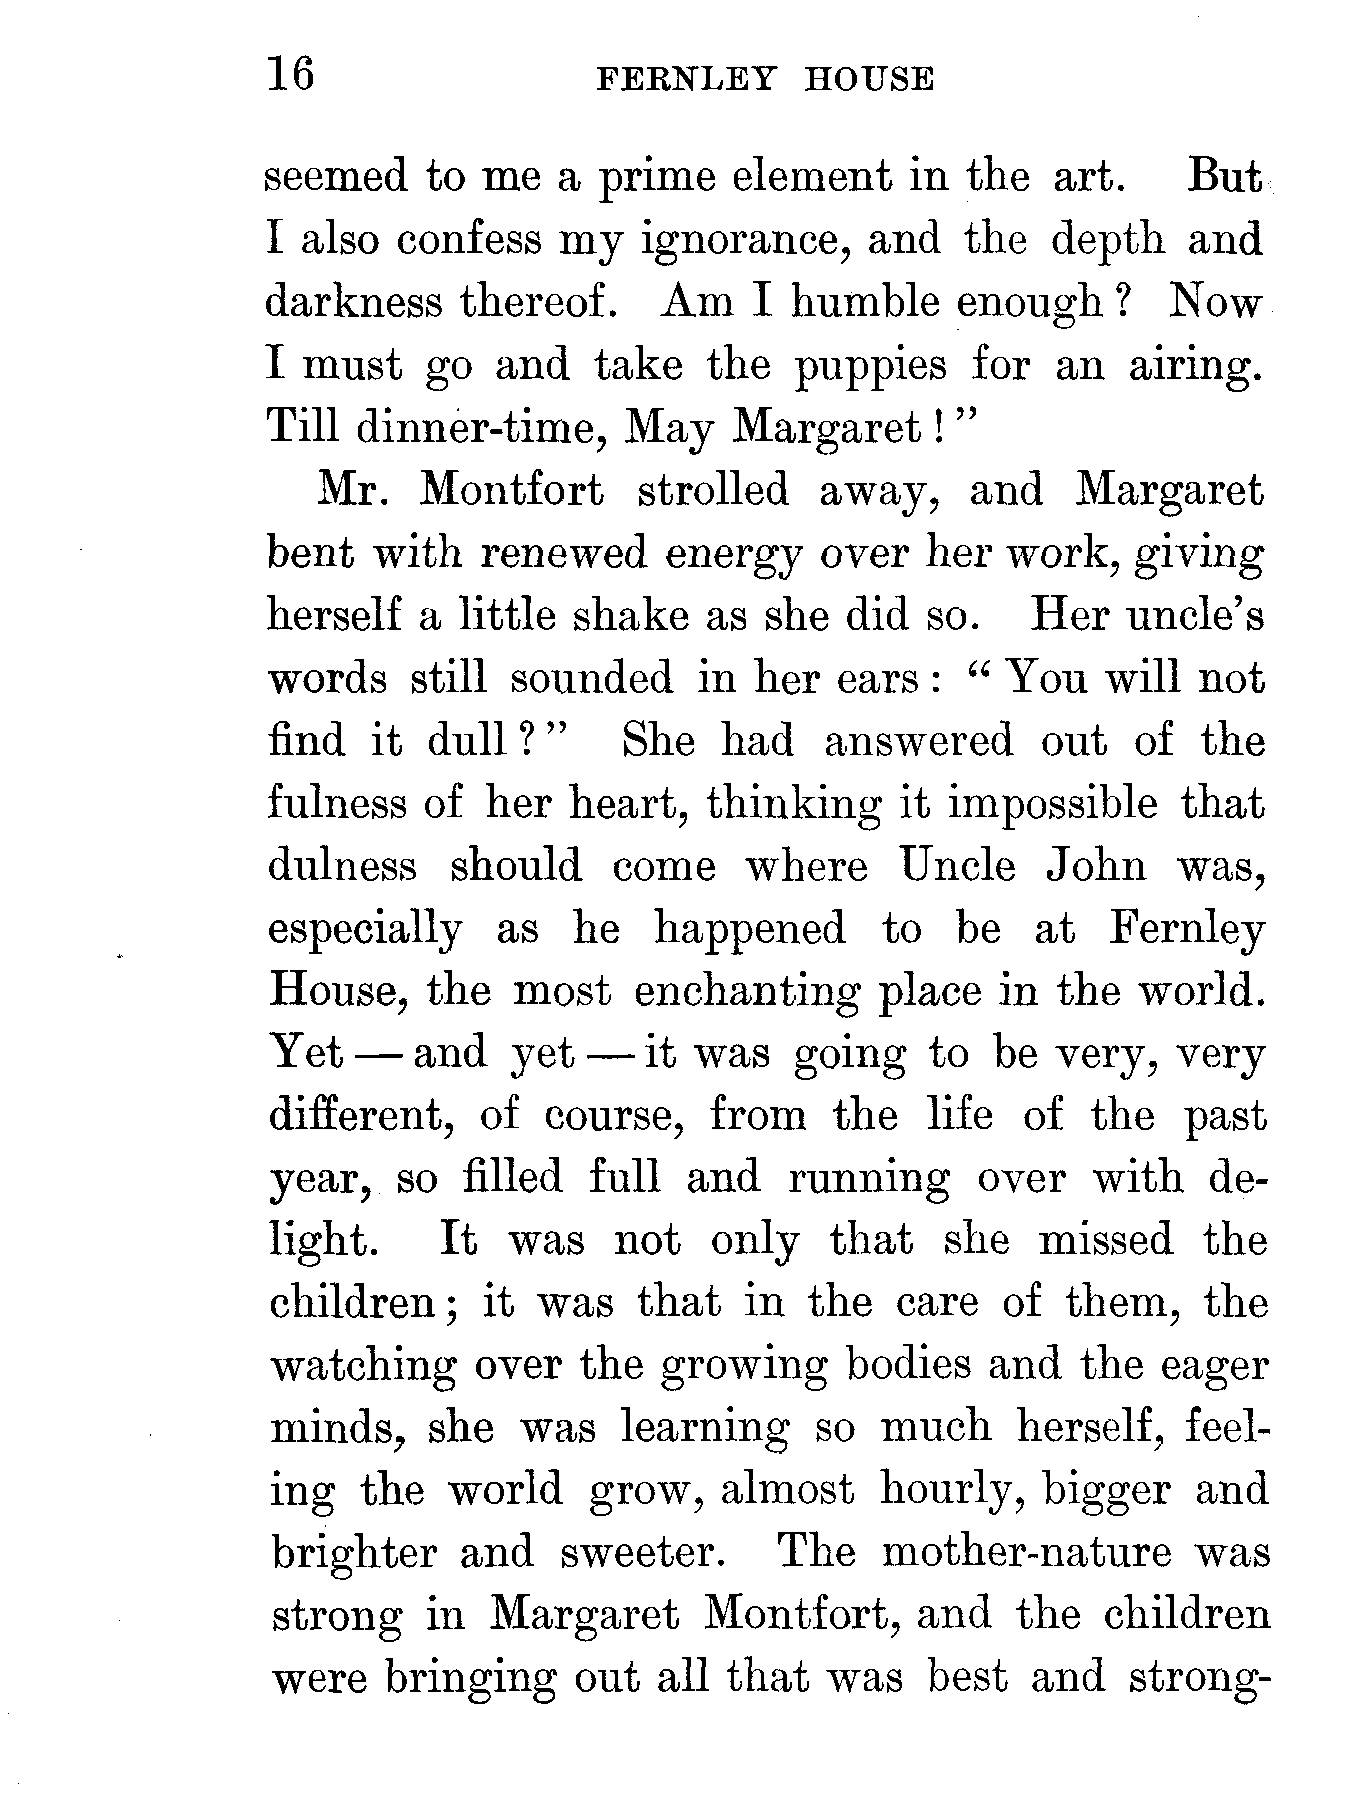 16 FERNLEY HOUSE
seemed to me a prime element in the art. But
I also confess my ignorance, and the depth and
darkness thereof. Am I humble enough? Now
I must go and take the puppies for an airing.
Till dinner-time, May Margaret!”
Mr. Montfort strolled away, and Margaret
bent with renewed energy over her work, giving
herself a little shake as she did so. Her uncle’s
words still sounded in her ears: “You will not
find it dull?” She had answered out of the
fulness of her heart, thinking it impossible that
dulness should come where Uncle John was,
especially as he happened to be at Fernley
House, the most enchanting place in the world.
Yet — and yet — it was going to be very, very
different, of course, from the life of the past
year, so filled full and running over with de-
light. It was not only that she missed the
children; it was that in the care of them, the
watching over the growing bodies and the eager
minds, she was learning so much herself, feel-
ing the world grow, almost hourly, bigger and
brighter and sweeter. The mother-nature was
strong in Margaret Montfort, and the children
were bringing out all that was best and strong-